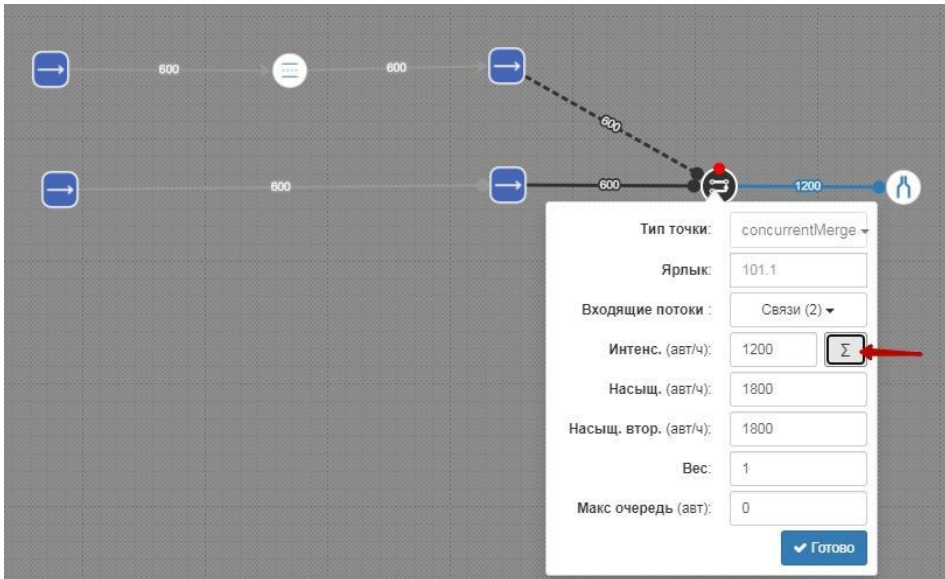 600
600
600
600
600
1200
Тип точки: concurrentMerge
Ярлык: 101.1
Входящие потоки : Связи (2)
Интенс. (авт/ч): 1200 Σ
Насыщ. (авт/ч): 1800
Насыщ. втор. (авт/ч): 1800
Вес: 1
Макс очередь (авт): 0
Готово